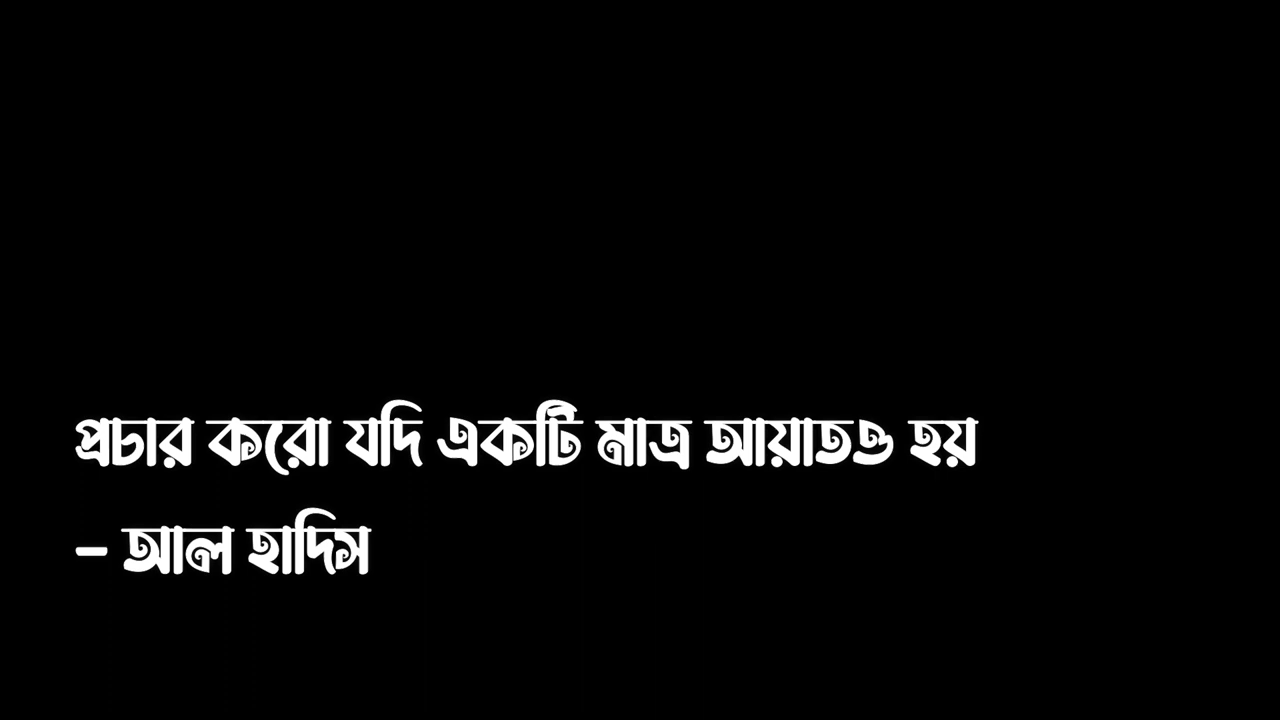 প্রচার করো যদি একটি মাত্র আয়াতও হয়
– আল হাদিস